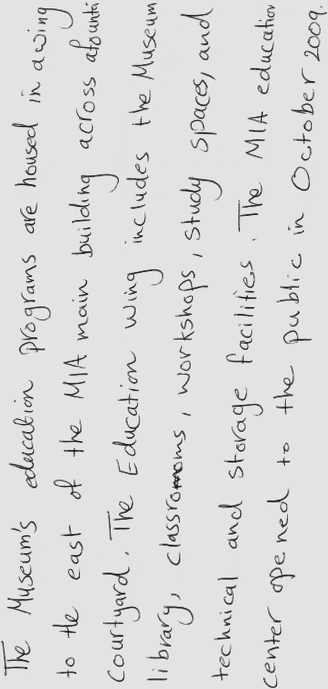 The Museum's education programs are housed in a wing
to the east of the MIA main building across a
courtyard. The Education wing includes the Museum
library, classrooms, workshops, study spaces, and
technical and storage facilities. The MIA education
center opened to the public in October 2009.